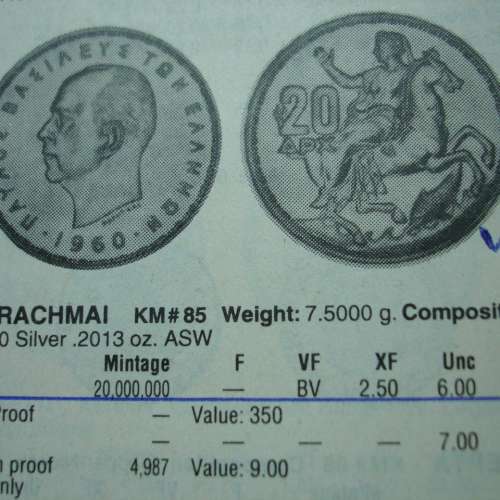 ΠΑΥΛΟΣ ΒΑΣΙΛΕΥΣ ΤΩΝ ΕΛΛΗΝΩΝ
·1960·
20
ΔΡΧ
RACHMAI KM#85 Weight: 7.5000 g. Composit
0 Silver .2013 oz. ASW
Mintage F VF XF Unc
20,000,000 — BV 2.50 6.00
Proof — Value: 350
— — — — 7.00
n proof 4,987 Value: 9.00
only